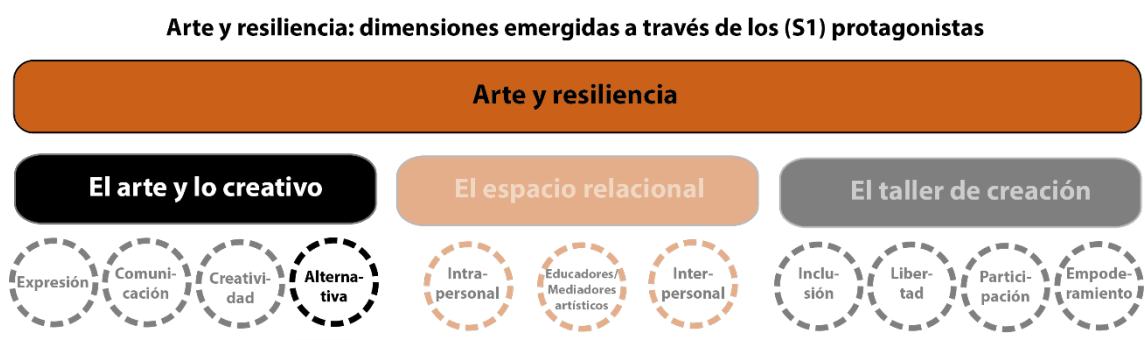 Arte y resiliencia: dimensiones emergidas a través de los (S1) protagonistas
Arte y resiliencia
El arte y lo creativo
El espacio relacional
El taller de creación
Expresión
Comuni-
cación
Creativi-
dad
Alterna-
tiva
Intra-
personal
Educadores/
Mediadores
artísticos
Inter-
personal
Inclu-
sión
Liber-
tad
Partici-
pación
Empode-
ramiento